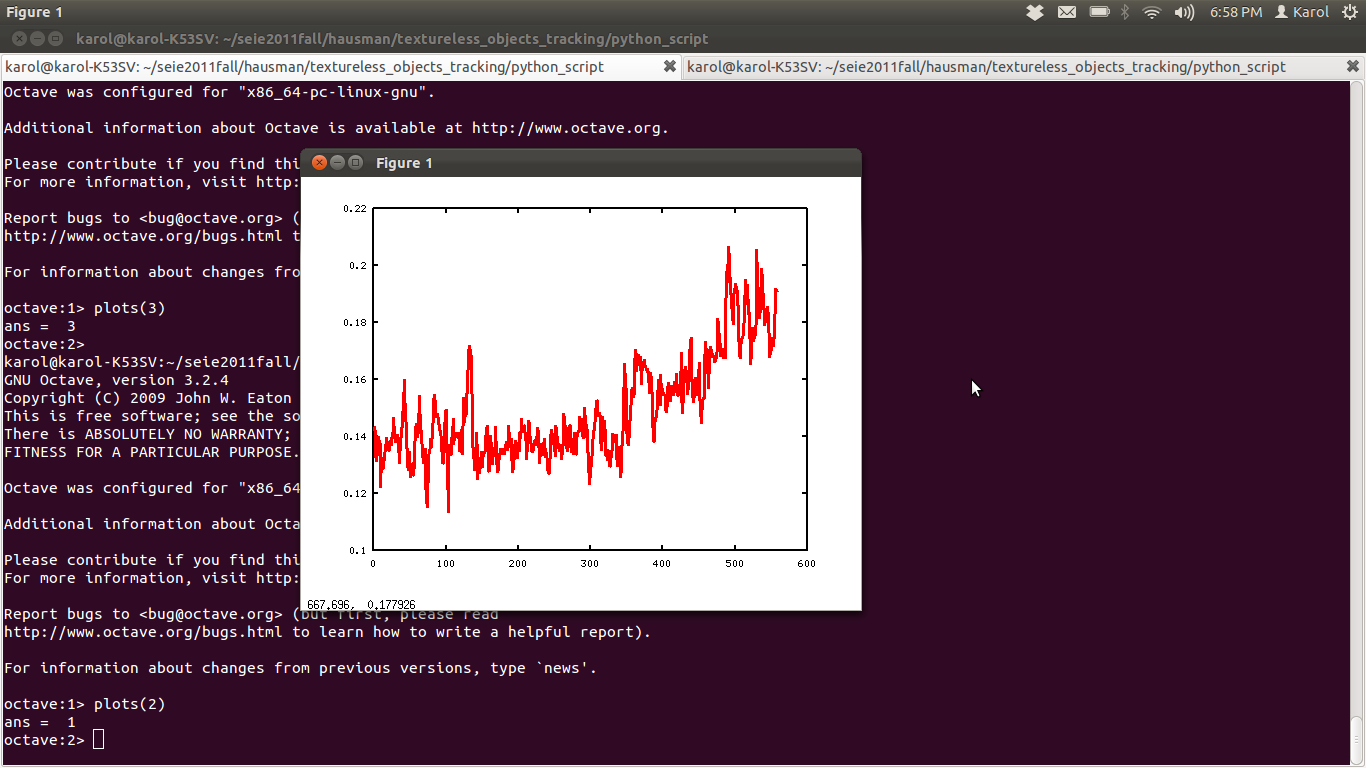 Figure 1
6:58 PM Karol
karol@karol-K53SV: ~/seie2011fall/hausman/textureless_objects_tracking/python_script
karol@karol-K53SV: ~/seie2011fall/hausman/textureless_objects_tracking/python_script
karol@karol-K53SV: ~/seie2011fall/hausman/textureless_objects_tracking/python_script
Octave was configured for "x86_64-pc-linux-gnu".
Additional information about Octave is available at http://www.octave.org.
Please contribute if you find thi
For more information, visit http:
Report bugs to <bug@octave.org> (
http://www.octave.org/bugs.html t
For information about changes fro
octave:1> plots(3)
ans =  3
octave:2>
karol@karol-K53SV:~/seie2011fall/
GNU Octave, version 3.2.4
Copyright (C) 2009 John W. Eaton
This is free software; see the so
There is ABSOLUTELY NO WARRANTY;
FITNESS FOR A PARTICULAR PURPOSE.
Octave was configured for "x86_64
Additional information about Octa
Please contribute if you find thi
For more information, visit http:
Report bugs to <bug@octave.org> (but first, please read
http://www.octave.org/bugs.html to learn how to write a helpful report).
For information about changes from previous versions, type `news'.
octave:1> plots(2)
ans =  1
octave:2>
Figure 1
0.22
0.2
0.18
0.16
0.14
0.12
0.1
0 100 200 300 400 500 600
667.696, 0.177926